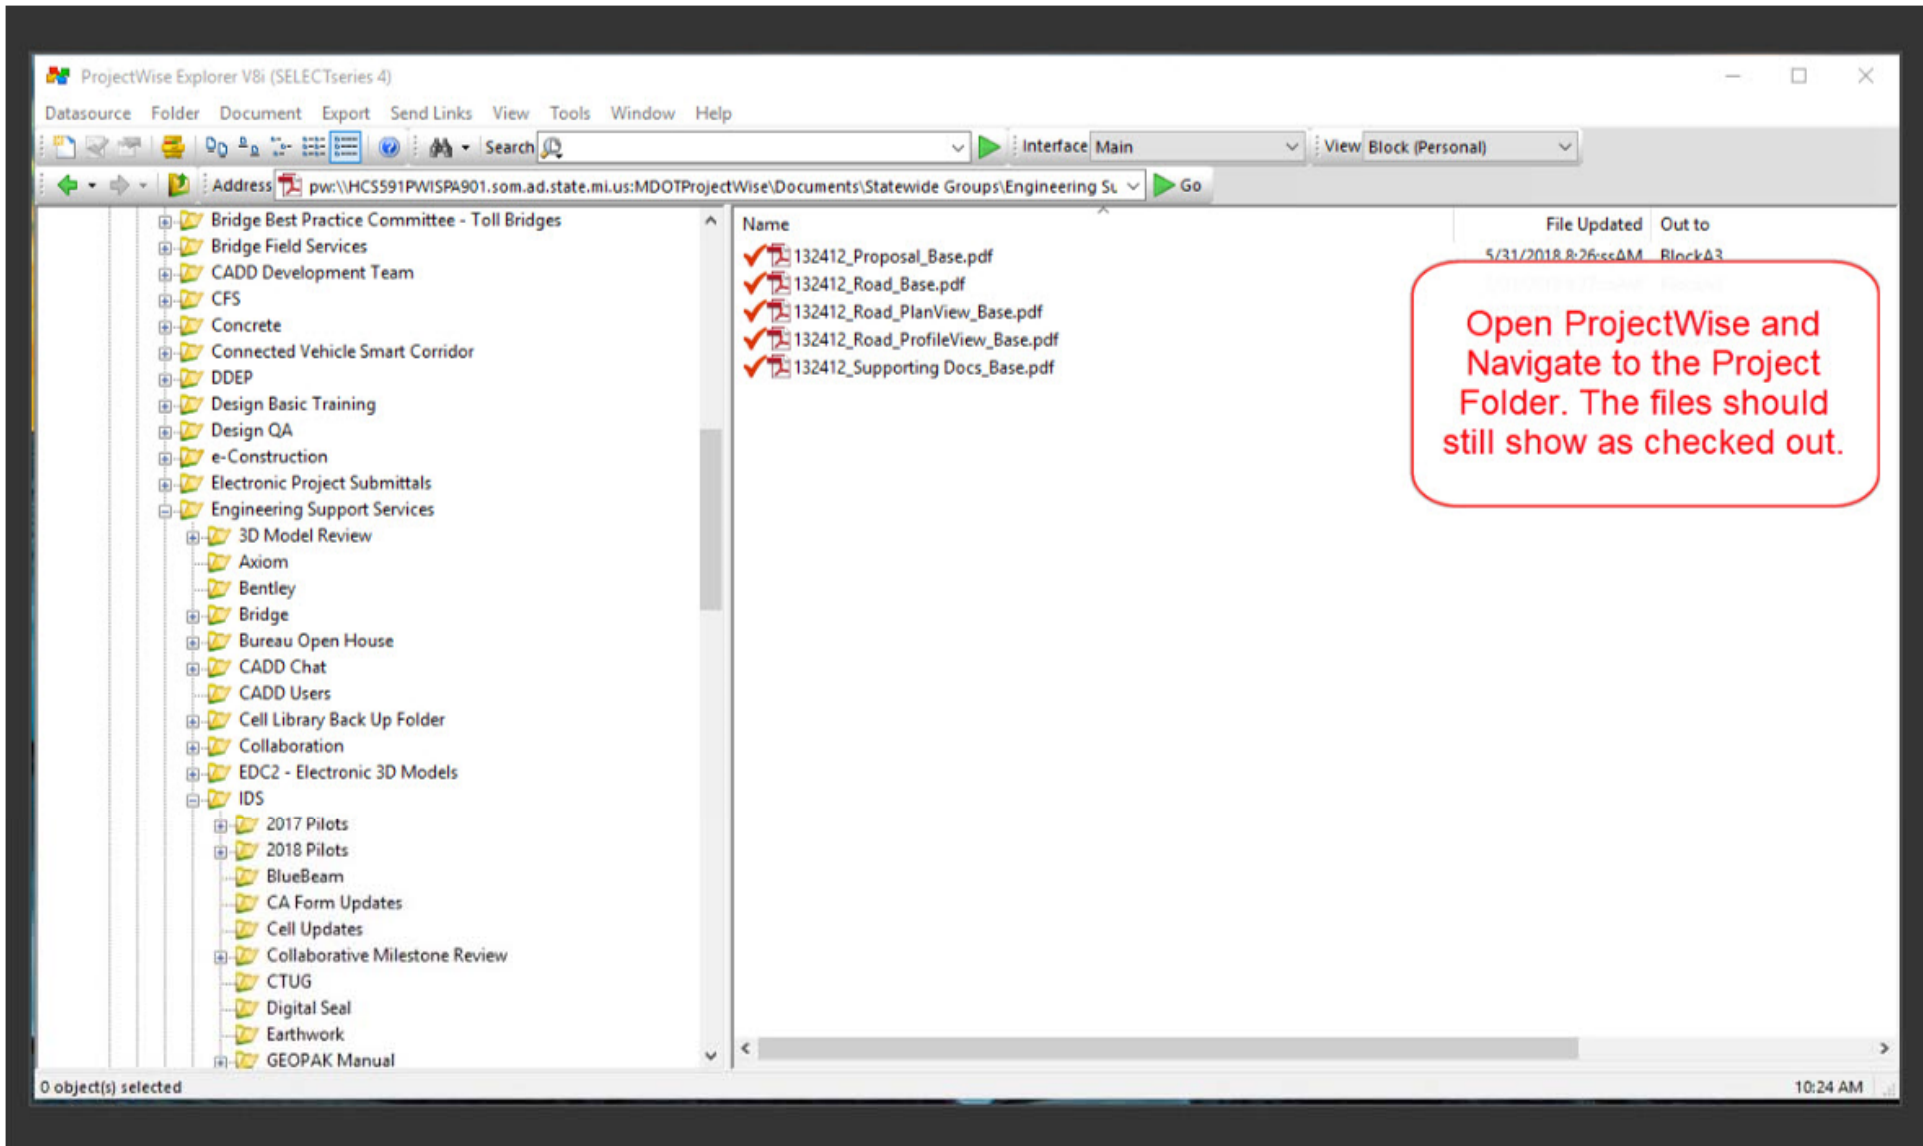 ProjectWise Explorer V8i (SELECTseries 4)
Datasource Folder Document Export Send Links View Tools Window Help
Search Interface Main View Block (Personal)
Address pw:\\HCS591PWISPA901.som.ad.state.mi.us:MDOTProjectWise\Documents\Statewide Groups\Engineering Su Go
Bridge Best Practice Committee - Toll Bridges
Bridge Field Services
CADD Development Team
CFS
Concrete
Connected Vehicle Smart Corridor
DDEP
Design Basic Training
Design QA
e-Construction
Electronic Project Submittals
Engineering Support Services
3D Model Review
Axiom
Bentley
Bridge
Bureau Open House
CADD Chat
CADD Users
Cell Library Back Up Folder
Collaboration
EDC2 - Electronic 3D Models
IDS
2017 Pilots
2018 Pilots
BlueBeam
CA Form Updates
Cell Updates
Collaborative Milestone Review
CTUG
Digital Seal
Earthwork
GEOPAK Manual
Name File Updated Out to
132412_Proposal_Base.pdf 5/31/2018 8:26:ssAM BlockA3
132412_Road_Base.pdf
132412_Road_PlanView_Base.pdf
132412_Road_ProfileView_Base.pdf
132412_Supporting Docs_Base.pdf
Open ProjectWise and
Navigate to the Project
Folder. The files should
still show as checked out.
0 object(s) selected 10:24 AM